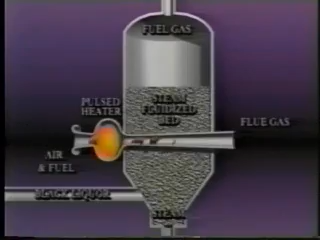 FUEL GAS
PULSED
HEATER
STEAM
FLUIDIZED
BED
FLUE GAS
AIR
& FUEL
BLACK LIQUOR
STEAM